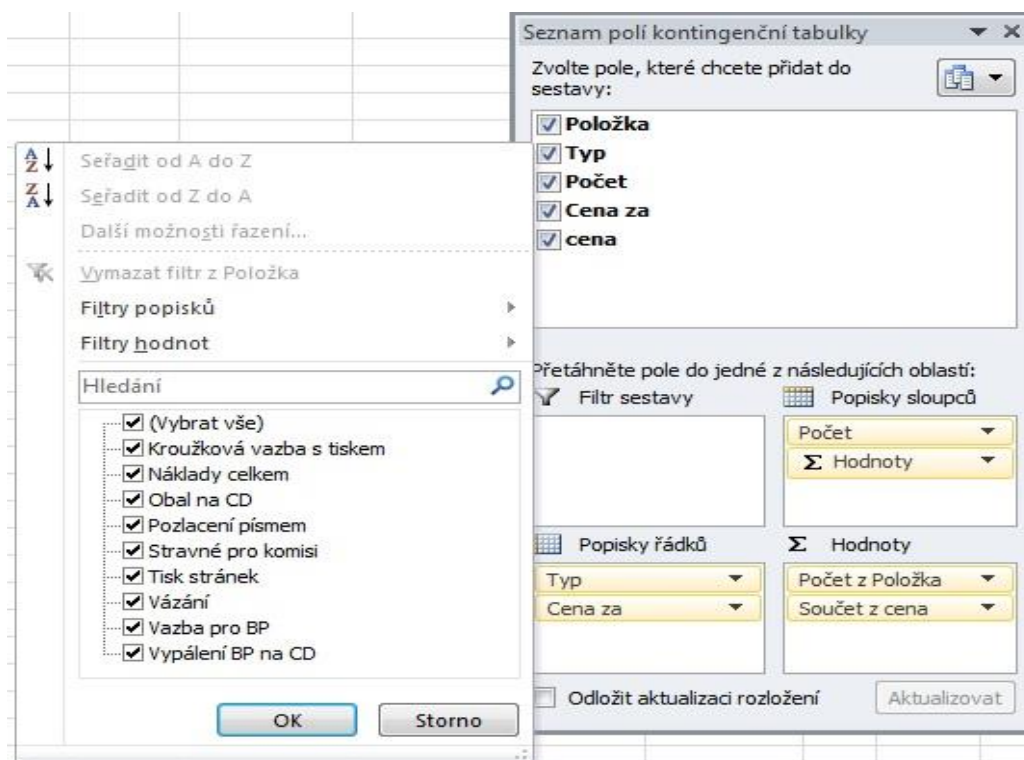 Seznam polí kontingenční tabulky
Zvolte pole, které chcete přidat do
sestavy:
Položka
Typ
Počet
Cena za
cena
Přetáhněte pole do jedné z následujících oblastí:
Filtr sestavy
Popisky sloupců
Počet
Σ Hodnoty
Popisky řádků
Σ Hodnoty
Typ
Počet z Položka
Cena za
Součet z cena
Odložit aktualizaci rozložení
Aktualizovat
Seřadit od A do Z
Seřadit od Z do A
Další možnosti řazení...
Vymazat filtr z Položka
Filtry popisků
Filtry hodnot
Hledání
(Vybrat vše)
Kroužková vazba s tiskem
Náklady celkem
Obal na CD
Pozlacení písmem
Stravné pro komisi
Tisk stránek
Vázání
Vazba pro BP
Vypálení BP na CD
OK
Storno